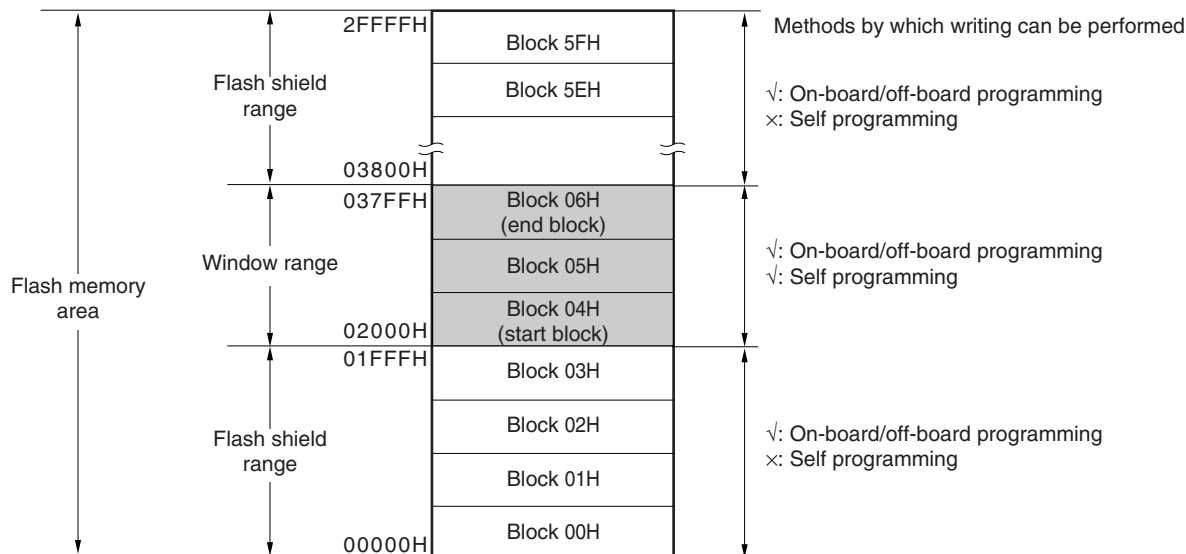 2FFFFH
Methods by which writing can be performed
Block 5FH
Flash shield
range
Block 5EH
√: On-board/off-board programming
×: Self programming
03800H
037FFH
Block 06H
(end block)
Flash memory
area
Window range
Block 05H
√: On-board/off-board programming
√: Self programming
Block 04H
(start block)
02000H
01FFFH
Block 03H
Flash shield
range
Block 02H
√: On-board/off-board programming
×: Self programming
Block 01H
Block 00H
00000H